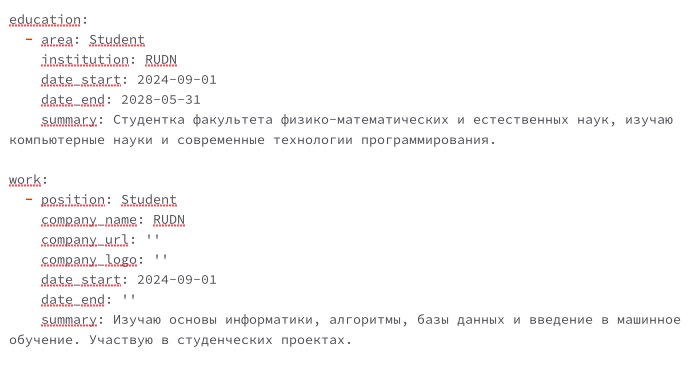 education:
  - area: Student
    institution: RUDN
    date_start: 2024-09-01
    date_end: 2028-05-31
    summary: Студентка факультета физико-математических и естественных наук, изучаю
компьютерные науки и современные технологии программирования.

work:
  - position: Student
    company_name: RUDN
    company_url: ''
    company_logo: ''
    date_start: 2024-09-01
    date_end: ''
    summary: Изучаю основы информатики, алгоритмы, базы данных и введение в машинное
обучение. Участвую в студенческих проектах.